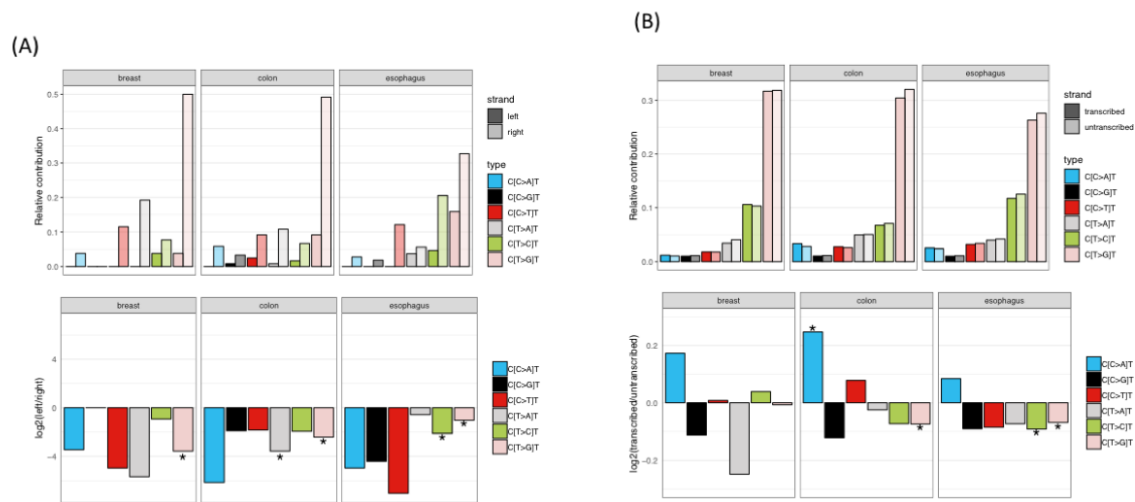 (A)
breast colon esophagus
Relative contribution
0.5
0.4
0.3
0.2
0.1
0.0
strand
left
right
type
C[C>A]T
C[C>G]T
C[C>T]T
C[T>A]T
C[T>C]T
C[T>G]T
breast colon esophagus
log2(left/right)
4
0
−4
* * * * *
C[C>A]T
C[C>G]T
C[C>T]T
C[T>A]T
C[T>C]T
C[T>G]T
(B)
breast colon esophagus
Relative contribution
0.3
0.2
0.1
0.0
strand
transcribed
untranscribed
type
C[C>A]T
C[C>G]T
C[C>T]T
C[T>A]T
C[T>C]T
C[T>G]T
breast colon esophagus
log2(transcribed/untranscribed)
0.2
0.0
−0.2
* * * *
C[C>A]T
C[C>G]T
C[C>T]T
C[T>A]T
C[T>C]T
C[T>G]T